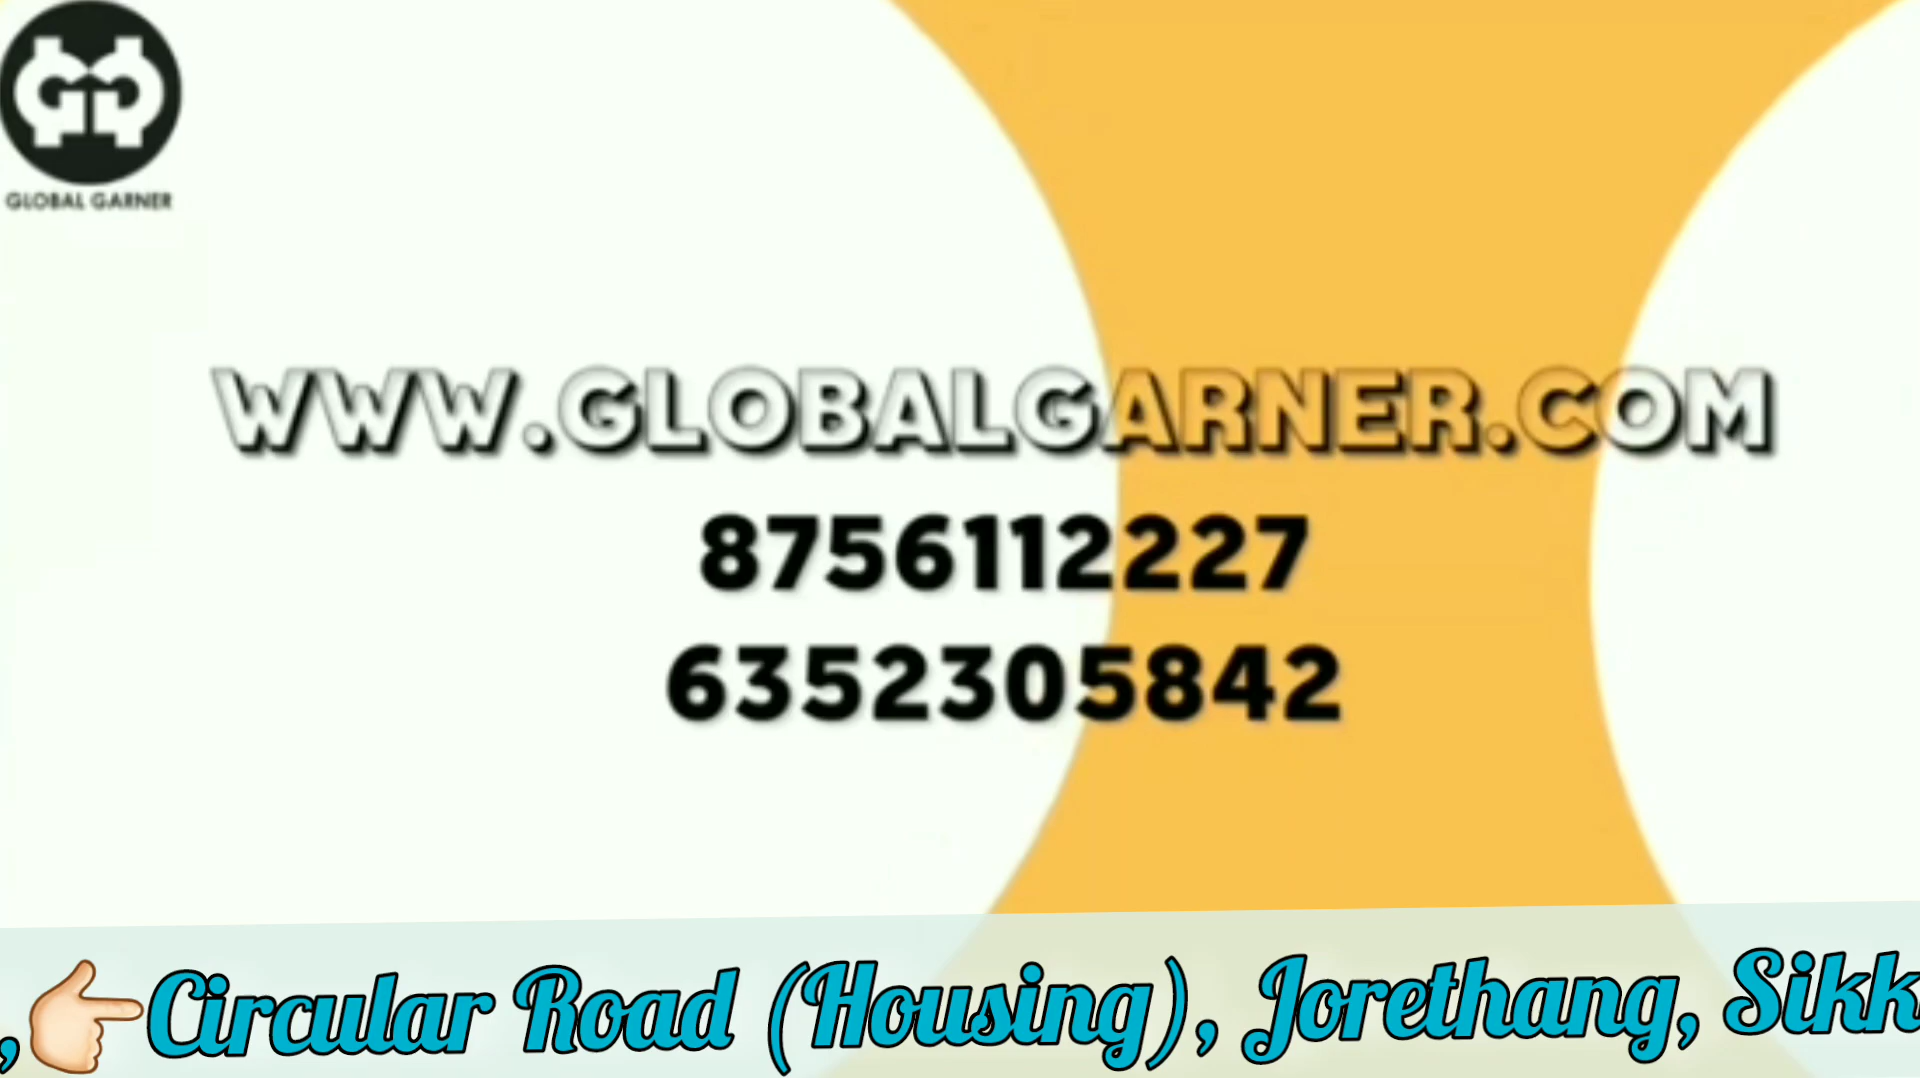 GLOBAL GARNER
WWW.GLOBALGARNER.COM
8756112227
6352305842
, 👉Circular Road (Housing), Jorethang, Sikk